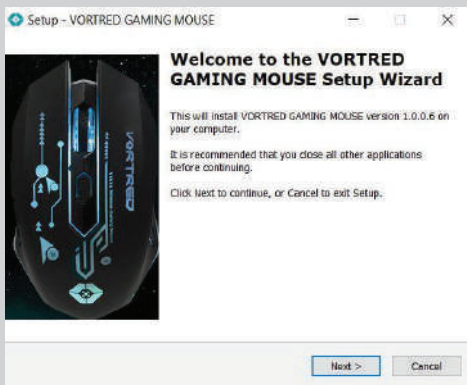 Setup - VORTRED GAMING MOUSE
Welcome to the VORTRED
GAMING MOUSE Setup Wizard
This will install VORTRED GAMING MOUSE version 1.0.0.6 on
your computer.
It is recommended that you close all other applications
before continuing.
Click Next to continue, or Cancel to exit Setup.
VORTRED
Next >
Cancel